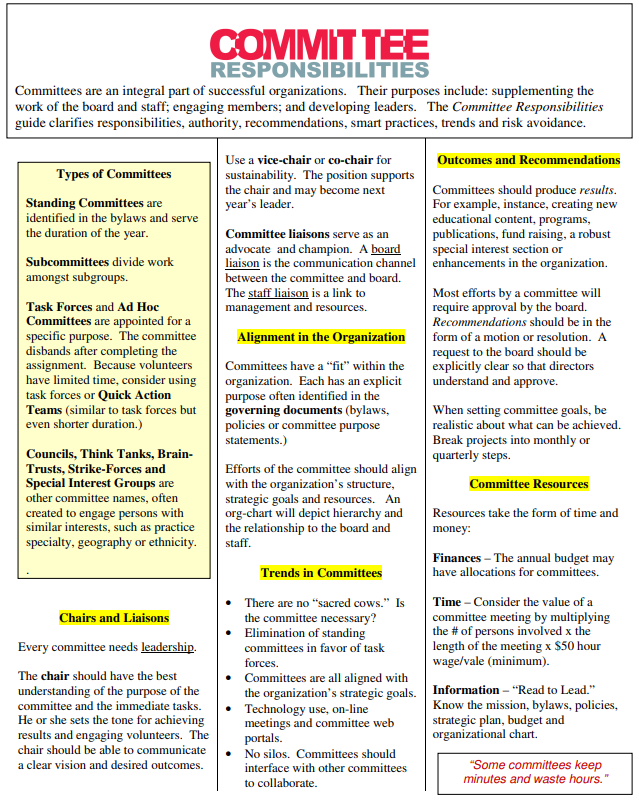 COMMITTEE
RESPONSIBILITIES
Committees are an integral part of successful organizations. Their purposes include: supplementing the
work of the board and staff; engaging members; and developing leaders. The Committee Responsibilities
guide clarifies responsibilities, authority, recommendations, smart practices, trends and risk avoidance.
Types of Committees
Standing Committees are
identified in the bylaws and serve
the duration of the year.
Subcommittees divide work
amongst subgroups.
Task Forces and Ad Hoc
Committees are appointed for a
specific purpose. The committee
disbands after completing the
assignment. Because volunteers
have limited time, consider using
task forces or Quick Action
Teams (similar to task forces but
even shorter duration.)
Councils, Think Tanks, Brain-
Trusts, Strike-Forces and
Special Interest Groups are
other committee names, often
created to engage persons with
similar interests, such as practice
specialty, geography or ethnicity.
.
Chairs and Liaisons
Every committee needs leadership.
The chair should have the best
understanding of the purpose of the
committee and the immediate tasks.
He or she sets the tone for achieving
results and engaging volunteers. The
chair should be able to communicate
a clear vision and desired outcomes.
Use a vice-chair or co-chair for
sustainability. The position supports
the chair and may become next
year's leader.
Committee liaisons serve as an
advocate and champion. A board
liaison is the communication channel
between the committee and board.
The staff liaison is a link to
management and resources.
Alignment in the Organization
Committees have a "fit" within the
organization. Each has an explicit
purpose often identified in the
governing documents (bylaws,
policies or committee purpose
statements.)
Efforts of the committee should align
with the organization's structure,
strategic goals and resources. An
org-chart will depict hierarchy and
the relationship to the board and
staff.
Trends in Committees
• There are no "sacred cows." Is
the committee necessary?
• Elimination of standing
committees in favor of task
forces.
• Committees are all aligned with
the organization's strategic goals.
• Technology use, on-line
meetings and committee web
portals.
• No silos. Committees should
interface with other committees
to collaborate.
Outcomes and Recommendations
Committees should produce results.
For example, instance, creating new
educational content, programs,
publications, fund raising, a robust
special interest section or
enhancements in the organization.
Most efforts by a committee will
require approval by the board.
Recommendations should be in the
form of a motion or resolution. A
request to the board should be
explicitly clear so that directors
understand and approve.
When setting committee goals, be
realistic about what can be achieved.
Break projects into monthly or
quarterly steps.
Committee Resources
Resources take the form of time and
money:
Finances – The annual budget may
have allocations for committees.
Time – Consider the value of a
committee meeting by multiplying
the # of persons involved x the
length of the meeting x $50 hour
wage/vale (minimum).
Information – "Read to Lead."
Know the mission, bylaws, policies,
strategic plan, budget and
organizational chart.
"Some committees keep
minutes and waste hours."